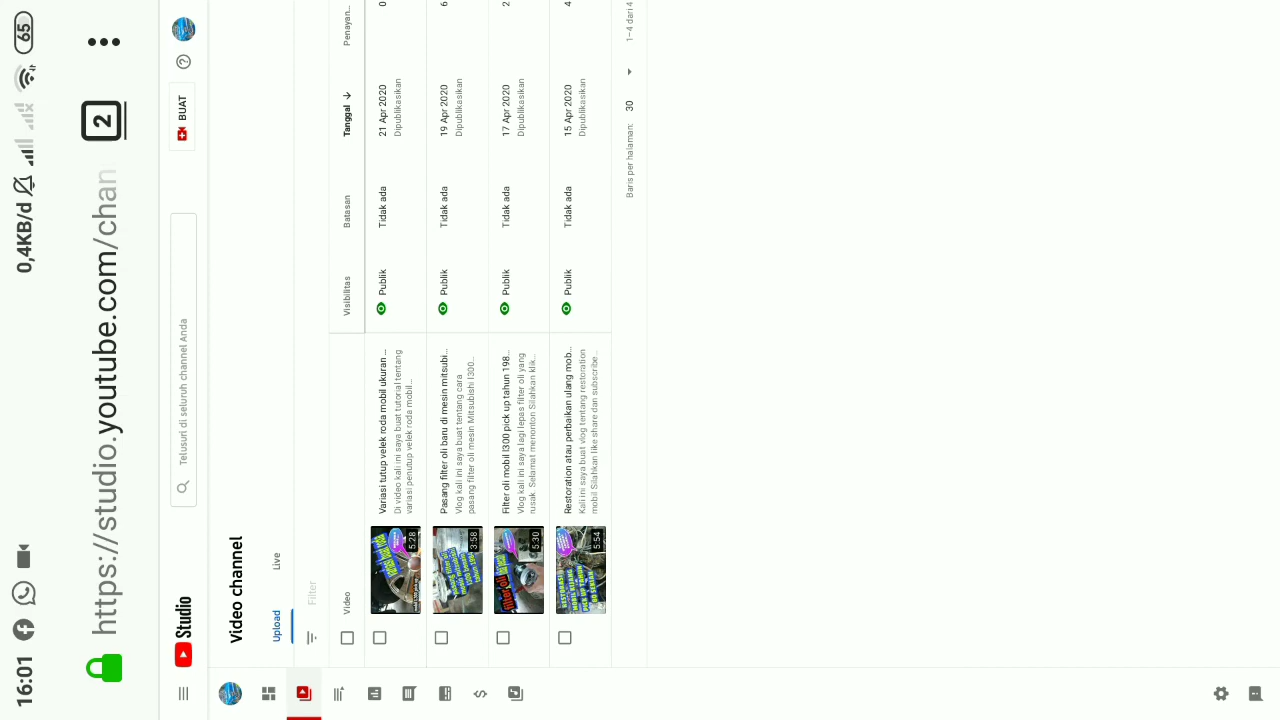 16:01
0,4KB/d
65
https://studio.youtube.com/chan
2
Studio
Telusuri di seluruh channel Anda
BUAT
Video channel
Upload
Live
Filter
Video
Visibilitas
Batasan
Tanggal
Penayan...
5:28
Variasi tutup velek roda mobil ukuran ...
Di video kali ini saya buat tutorial tentang
variasi penutup velek roda mobil...
Publik
Tidak ada
21 Apr 2020
Dipublikasikan
0
3:58
Pasang filter oli baru di mesin mitsubi...
Vlog kali ini saya buat tentang cara
pasang filter oli mesin Mitsubishi l300...
Publik
Tidak ada
19 Apr 2020
Dipublikasikan
6
filter oli
5:30
Filter oli mobil l300 pick up tahun 198...
Vlog kali ini saya lagi lepas filter oli yang
rusak. Selamat menonton Silahkan klik...
Publik
Tidak ada
17 Apr 2020
Dipublikasikan
2
RESTORASI
5:54
Restoration atau perbaikan ulang mob...
Kali ini saya buat vlog tentang restoration
mobil Silahkan like share dan subscribe...
Publik
Tidak ada
15 Apr 2020
Dipublikasikan
4
Baris per halaman:
30
1–4 dari 4